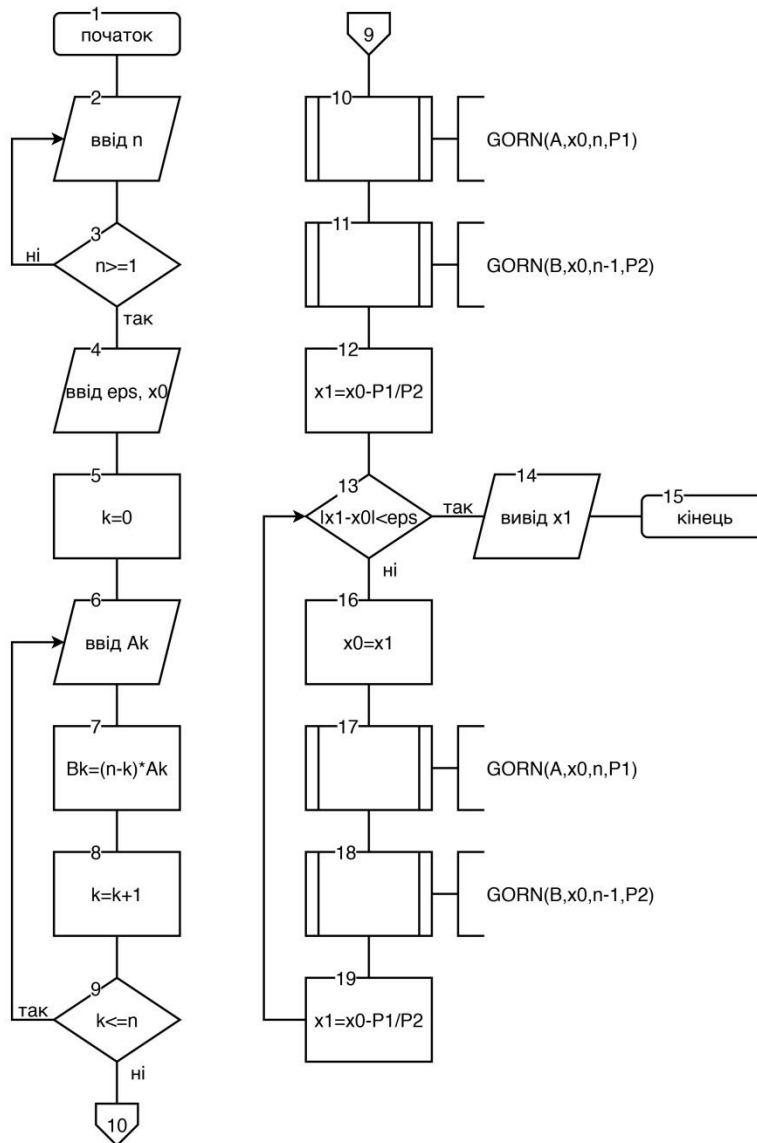 1
початок
2
ввід n
3
ні
n>=1
так
4
ввід eps, x0
5
k=0
6
ввід Ak
7
Bk=(n-k)*Ak
8
k=k+1
9
так
k<=n
ні
10
9
10
GORN(A,x0,n,P1)
11
GORN(B,x0,n-1,P2)
12
x1=x0-P1/P2
13
|x1-x0|<eps
так
ні
14
вивід x1
15
кінець
16
x0=x1
17
GORN(A,x0,n,P1)
18
GORN(B,x0,n-1,P2)
19
x1=x0-P1/P2